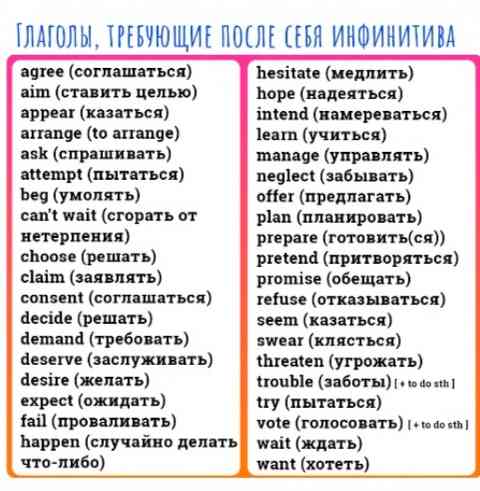 Глаголы, требующие после себя инфинитива
agree (соглашаться)
aim (ставить целью)
appear (казаться)
arrange (to arrange)
ask (спрашивать)
attempt (пытаться)
beg (умолять)
can't wait (сгорать от
нетерпения)
choose (решать)
claim (заявлять)
consent (соглашаться)
decide (решать)
demand (требовать)
deserve (заслуживать)
desire (желать)
expect (ожидать)
fail (проваливать)
happen (случайно делать
что-либо)
hesitate (медлить)
hope (надеяться)
intend (намереваться)
learn (учиться)
manage (управлять)
neglect (забывать)
offer (предлагать)
plan (планировать)
prepare (готовить(ся))
pretend (притворяться)
promise (обещать)
refuse (отказываться)
seem (казаться)
swear (клясться)
threaten (угрожать)
trouble (заботы) [ + to do sth ]
try (пытаться)
vote (голосовать) [ + to do sth ]
wait (ждать)
want (хотеть)